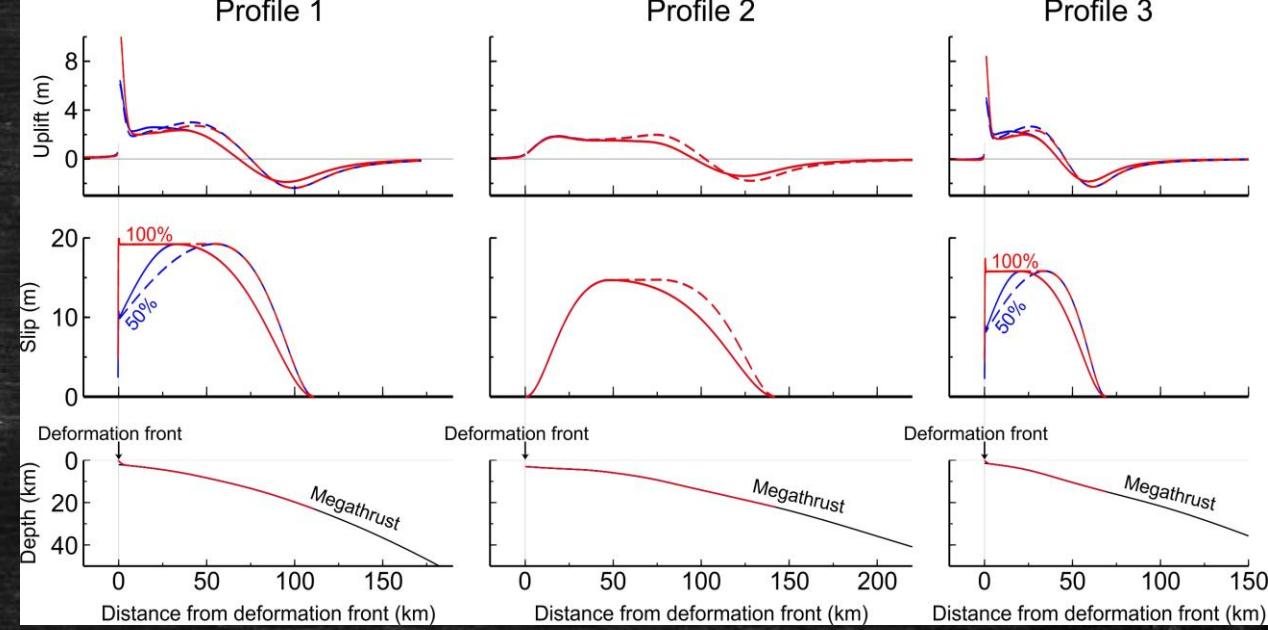 Profile 1 Profile 2 Profile 3
Uplift (m)
8
4
0
Slip (m)
20
10
0
100%
50%
100%
50%
Deformation front Deformation front Deformation front
Depth (km)
0
20
40
Megathrust Megathrust Megathrust
0 50 100 150 0 50 100 150 200 0 50 100 150
Distance from deformation front (km) Distance from deformation front (km) Distance from deformation front (km)